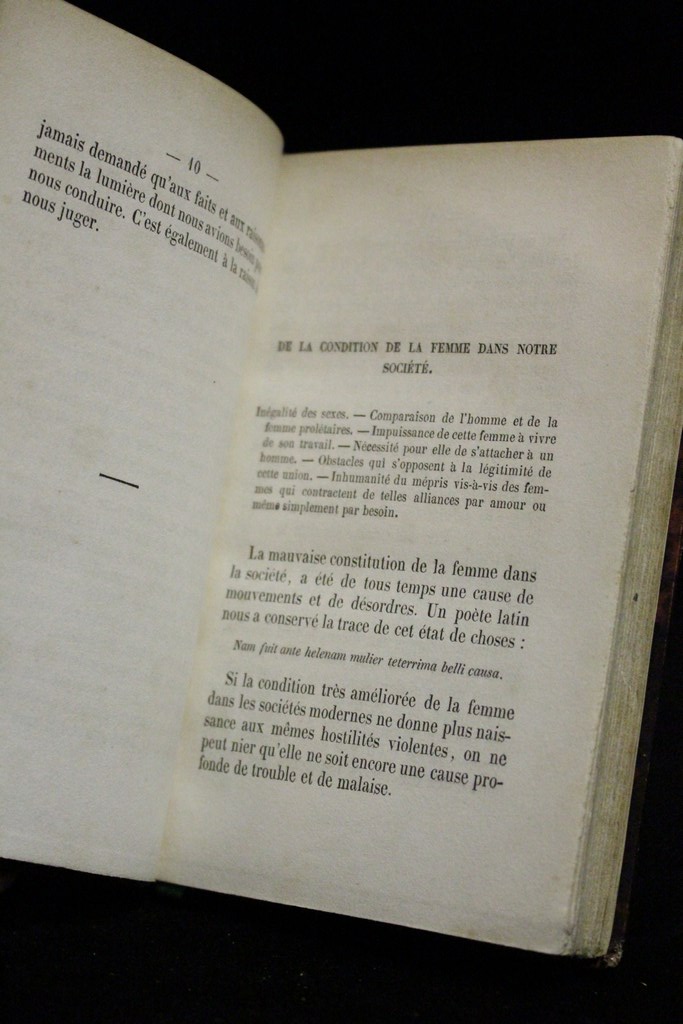 — 10 —
jamais demandé qu'aux faits et aux
ments la lumière dont nous avions besoin
nous conduire. C'est également à la raison
nous juger.
DE LA CONDITION DE LA FEMME DANS NOTRE
SOCIÉTÉ.
Inégalité des sexes. — Comparaison de l'homme et de la
femme prolétaires. — Impuissance de cette femme à vivre
de son travail. — Nécessité pour elle de s'attacher à un
homme. — Obstacles qui s'opposent à la légitimité de
cette union. — Inhumanité du mépris vis-à-vis des fem-
mes qui contractent de telles alliances par amour ou
même simplement par besoin.
La mauvaise constitution de la femme dans
la société, a été de tous temps une cause de
mouvements et de désordres. Un poète latin
nous a conservé la trace de cet état de choses :
Nam fuit ante helenam mulier teterrima belli causa.
Si la condition très améliorée de la femme
dans les sociétés modernes ne donne plus nais-
sance aux mêmes hostilités violentes, on ne
peut nier qu'elle ne soit encore une cause pro-
fonde de trouble et de malaise.